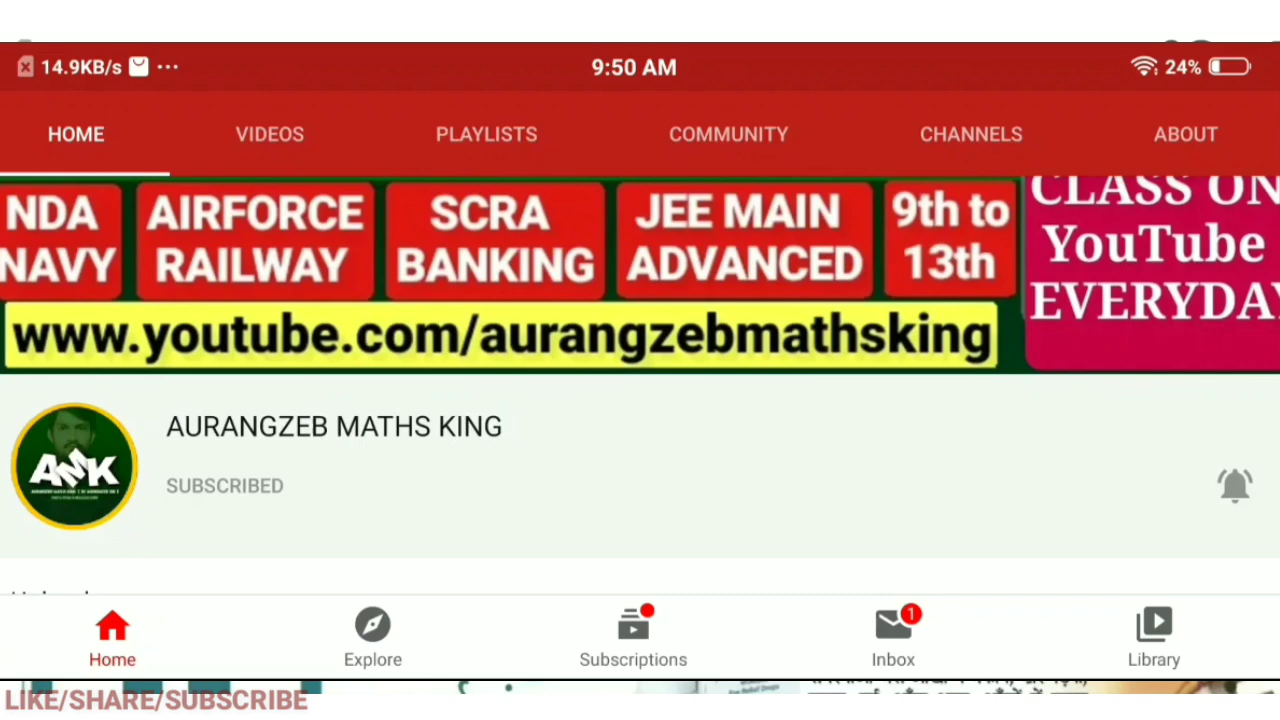 14.9KB/s ··· 9:50 AM 24%
HOME VIDEOS PLAYLISTS COMMUNITY CHANNELS ABOUT
NDA
NAVY
AIRFORCE
RAILWAY
SCRA
BANKING
JEE MAIN
ADVANCED
9th to
13th
CLASS ON
YouTube
EVERYDAY
www.youtube.com/aurangzebmathsking
AMK
AURANGZEB MATHS KING
SUBSCRIBED
1
Home Explore Subscriptions Inbox Library
LIKE/SHARE/SUBSCRIBE